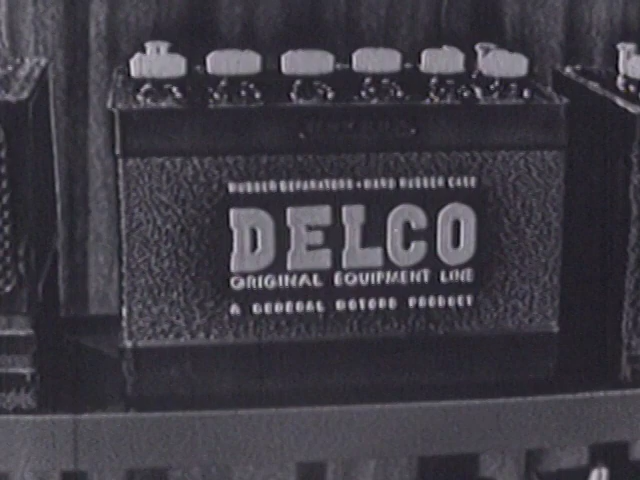 RUBBER SEPARATORS • HARD RUBBER CASE
DELCO
ORIGINAL EQUIPMENT LINE
A GENERAL MOTORS PRODUCT